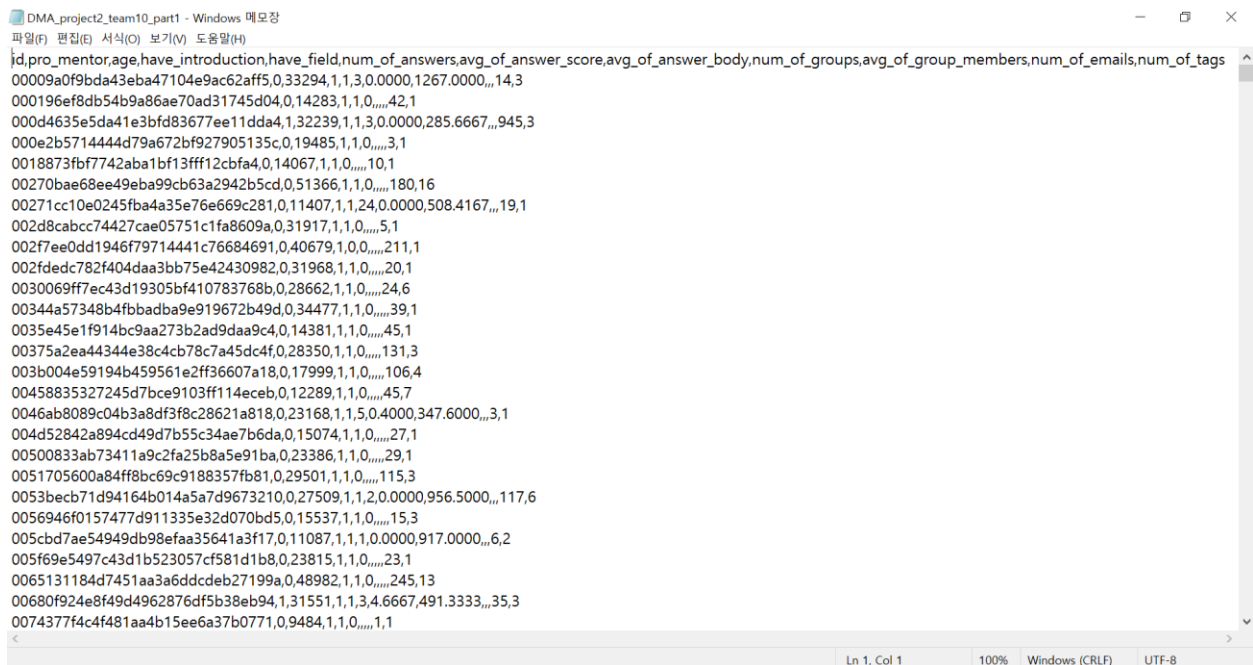 DMA_project2_team10_part1 - Windows 메모장
파일(F) 편집(E) 서식(O) 보기(V) 도움말(H)
id,pro_mentor,age,have_introduction,have_field,num_of_answers,avg_of_answer_score,avg_of_answer_body,num_of_groups,avg_of_group_members,num_of_emails,num_of_tags
00009a0f9bda43eba47104e9ac62aff5,0,33294,1,1,3,0.0000,1267.0000,,,14,3
000196ef8db54b9a86ae70ad31745d04,0,14283,1,1,0,,,,,42,1
000d4635e5da41e3bfd83677ee11dda4,1,32239,1,1,3,0.0000,285.6667,,,945,3
000e2b5714444d79a672bf927905135c,0,19485,1,1,0,,,,,3,1
0018873fbf7742aba1bf13fff12cbfa4,0,14067,1,1,0,,,,,10,1
00270bae68ee49eba99cb63a2942b5cd,0,51366,1,1,0,,,,,180,16
00271cc10e0245fba4a35e76e669c281,0,11407,1,1,24,0.0000,508.4167,,,19,1
002d8cabcc74427cae05751c1fa8609a,0,31917,1,1,0,,,,,5,1
002f7ee0dd1946f79714441c76684691,0,40679,1,0,0,,,,,211,1
002fdedc782f404daa3bb75e42430982,0,31968,1,1,0,,,,,20,1
0030069ff7ec43d19305bf410783768b,0,28662,1,1,0,,,,,24,6
00344a57348b4fbbadba9e919672b49d,0,34477,1,1,0,,,,,39,1
0035e45e1f914bc9aa273b2ad9daa9c4,0,14381,1,1,0,,,,,45,1
00375a2ea44344e38c4cb78c7a45dc4f,0,28350,1,1,0,,,,,131,3
003b004e59194b459561e2ff36607a18,0,17999,1,1,0,,,,,106,4
00458835327245d7bce9103ff114eceb,0,12289,1,1,0,,,,,45,7
0046ab8089c04b3a8df3f8c28621a818,0,23168,1,1,5,0.4000,347.6000,,,3,1
004d52842a894cd49d7b55c34ae7b6da,0,15074,1,1,0,,,,,27,1
00500833ab73411a9c2fa25b8a5e91ba,0,23386,1,1,0,,,,,29,1
0051705600a84ff8bc69c9188357fb81,0,29501,1,1,0,,,,,115,3
0053becb71d94164b014a5a7d9673210,0,27509,1,1,2,0.0000,956.5000,,,117,6
0056946f0157477d911335e32d070bd5,0,15537,1,1,0,,,,,15,3
005cbd7ae54949db98efaa35641a3f17,0,11087,1,1,1,0.0000,917.0000,,,6,2
005f69e5497c43d1b523057cf581d1b8,0,23815,1,1,0,,,,,23,1
0065131184d7451aa3a6ddcdeb27199a,0,48982,1,1,0,,,,,245,13
00680f924e8f49d4962876df5b38eb94,1,31551,1,1,3,4.6667,491.3333,,,35,3
0074377f4c4f481aa4b15ee6a37b0771,0,9484,1,1,0,,,,,1,1
Ln 1, Col 1 100% Windows (CRLF) UTF-8